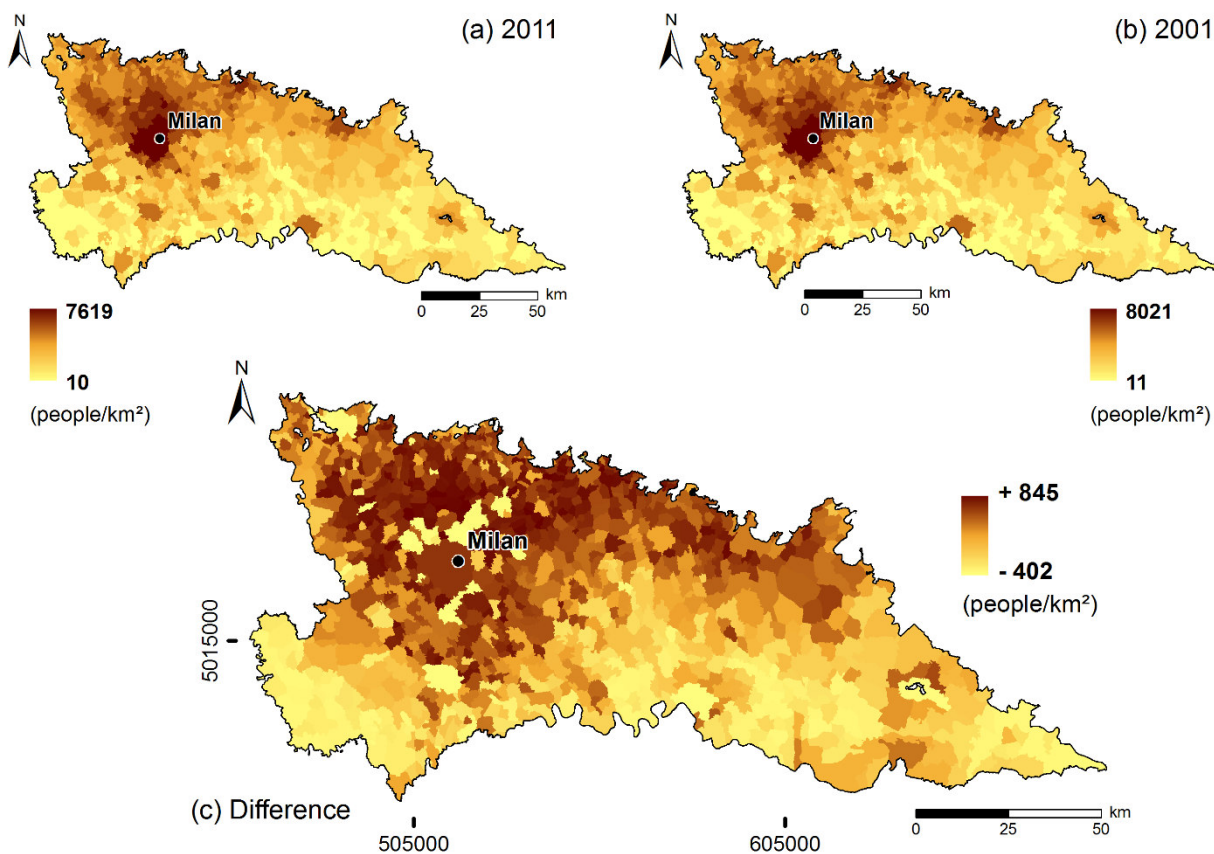 N
(a) 2011
Milan
km
0 25 50
7619
10
(people/km²)
N
(b) 2001
Milan
km
0 25 50
8021
11
(people/km²)
N
Milan
+ 845
- 402
(people/km²)
5015000
(c) Difference
km
0 25 50
505000
605000